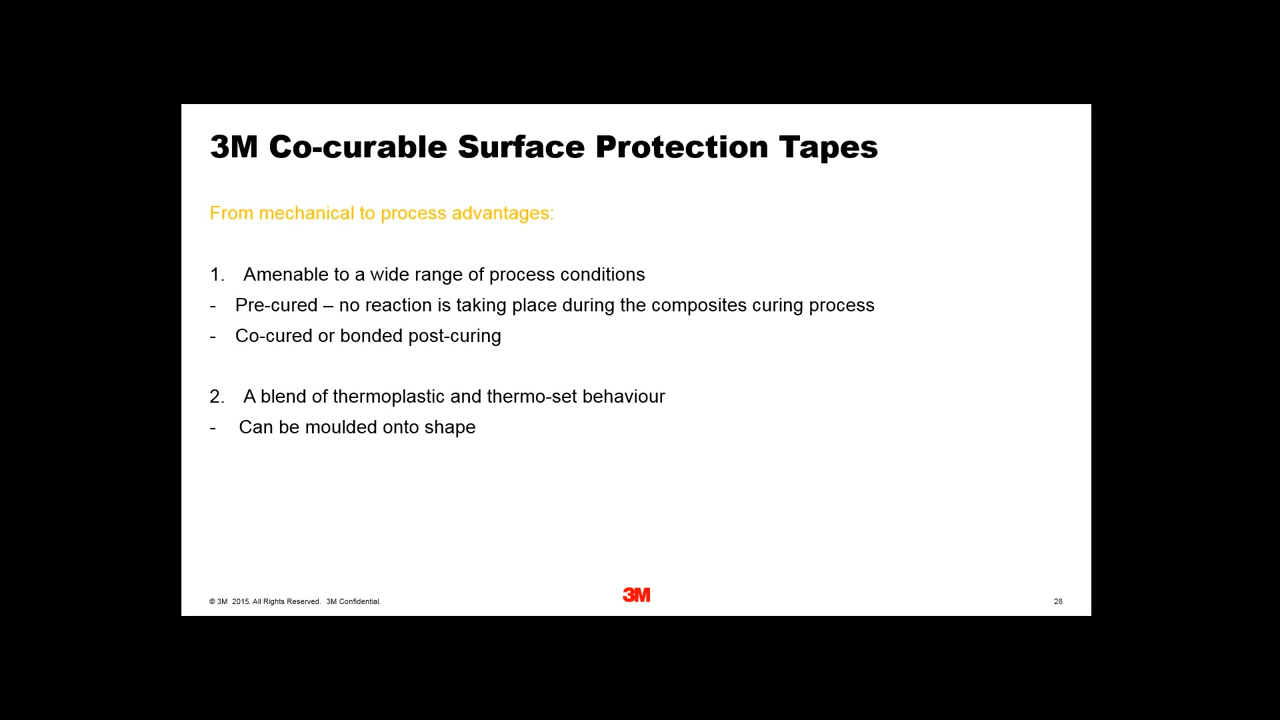 3M Co-curable Surface Protection Tapes
From mechanical to process advantages:
1. Amenable to a wide range of process conditions
- Pre-cured – no reaction is taking place during the composites curing process
- Co-cured or bonded post-curing
2. A blend of thermoplastic and thermo-set behaviour
- Can be moulded onto shape
© 3M 2015. All Rights Reserved. 3M Confidential.
3M
28